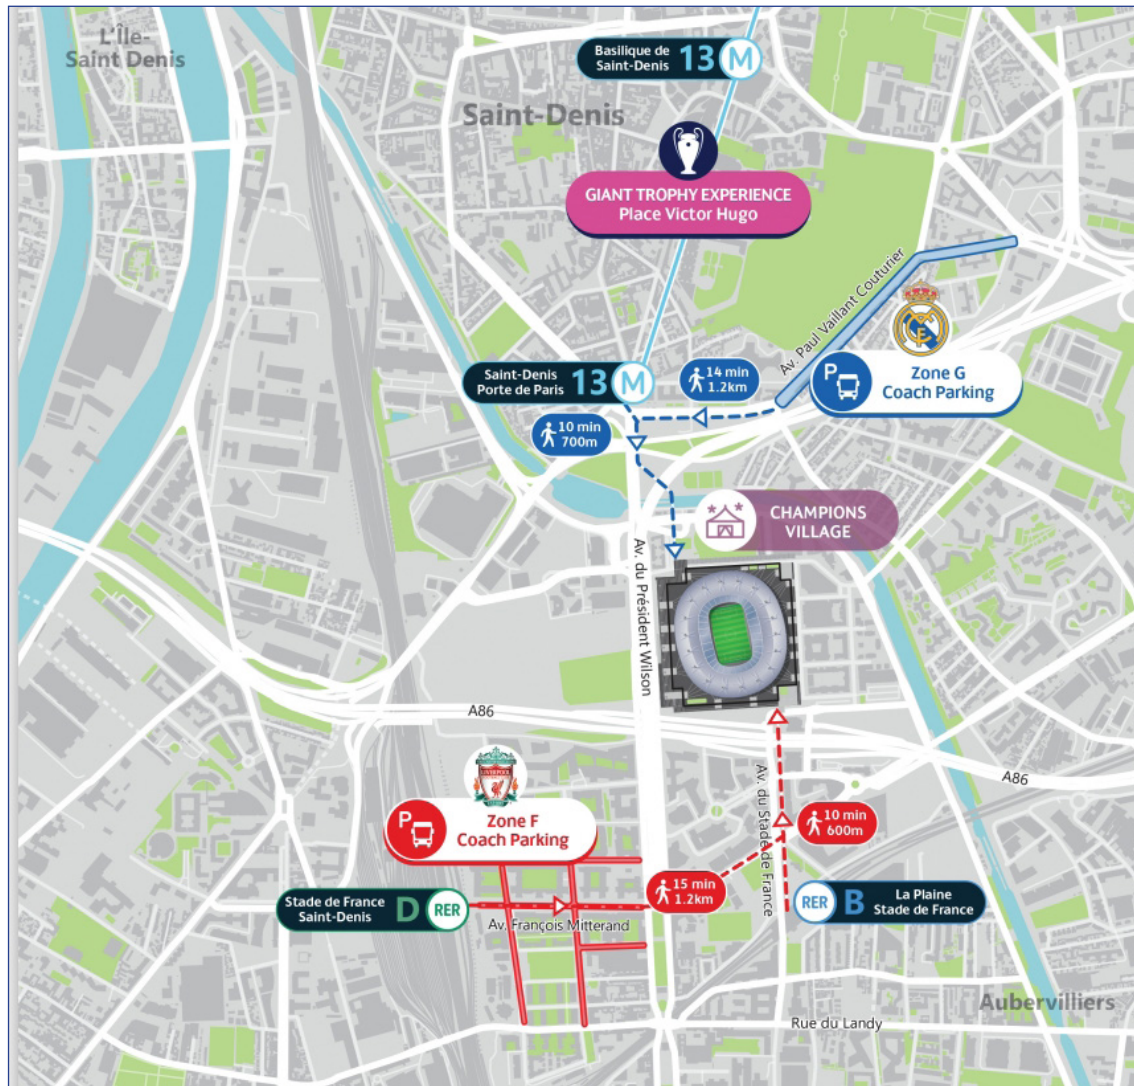 L'Île-
Saint Denis
Basilique de
Saint-Denis
13
M
Saint-Denis
GIANT TROPHY EXPERIENCE
Place Victor Hugo
Av. Paul Vaillant Couturier
Saint-Denis
Porte de Paris
13
M
14 min
1.2km
P
Zone G
Coach Parking
10 min
700m
CHAMPIONS
VILLAGE
Av. du Président Wilson
A86
A86
LIVERPOOL
P
Zone F
Coach Parking
Av. du Stade de France
10 min
600m
15 min
1.2km
Stade de France
Saint-Denis
D
RER
Av. François Mitterand
RER
B
La Plaine
Stade de France
Aubervilliers
Rue du Landy